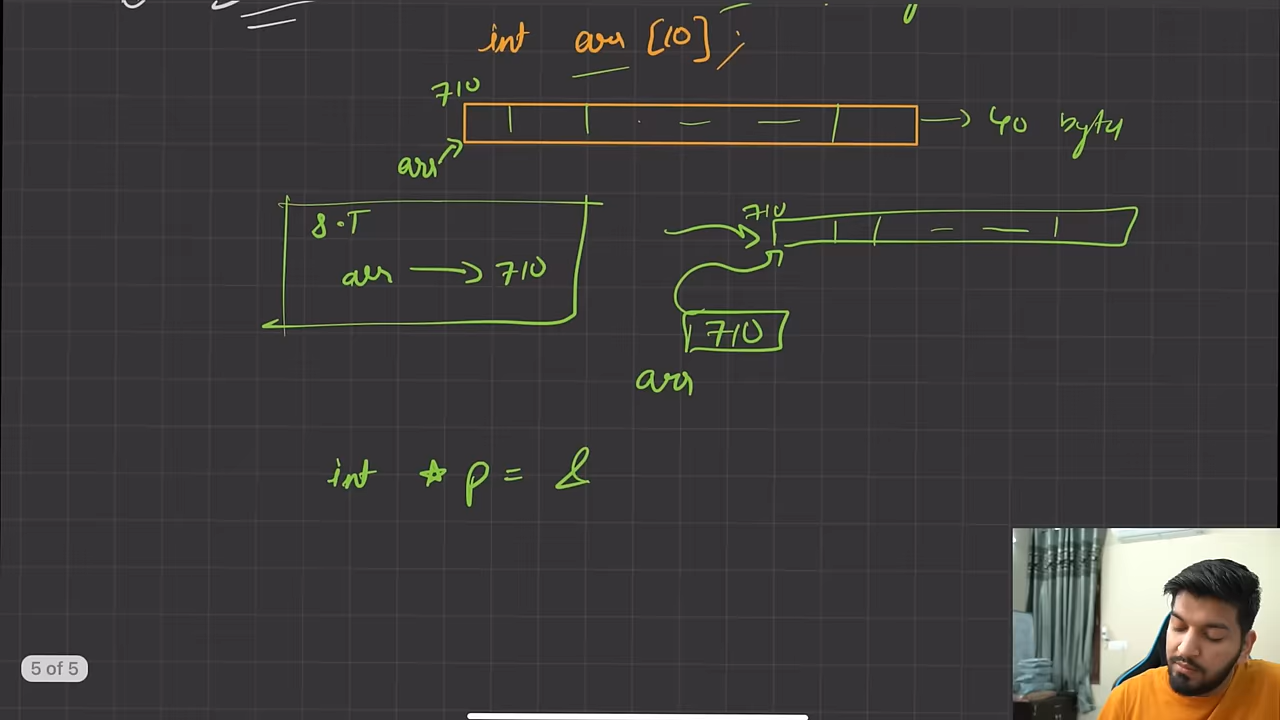 int arr [10];
710
→ 40 byte
arr
S.T
arr → 710
710
710
arr
int * p = &
5 of 5